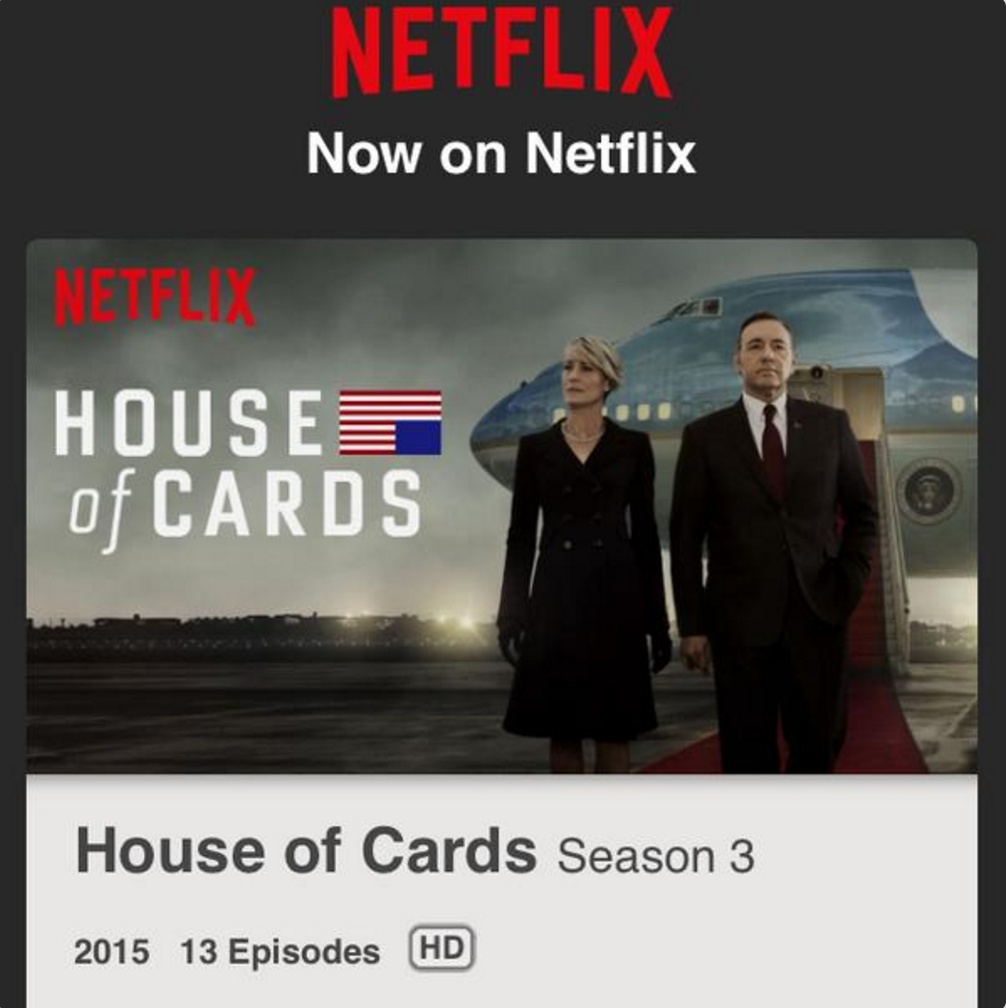 NETFLIX
Now on Netflix
NETFLIX
HOUSE
of CARDS
House of Cards Season 3
2015 13 Episodes HD